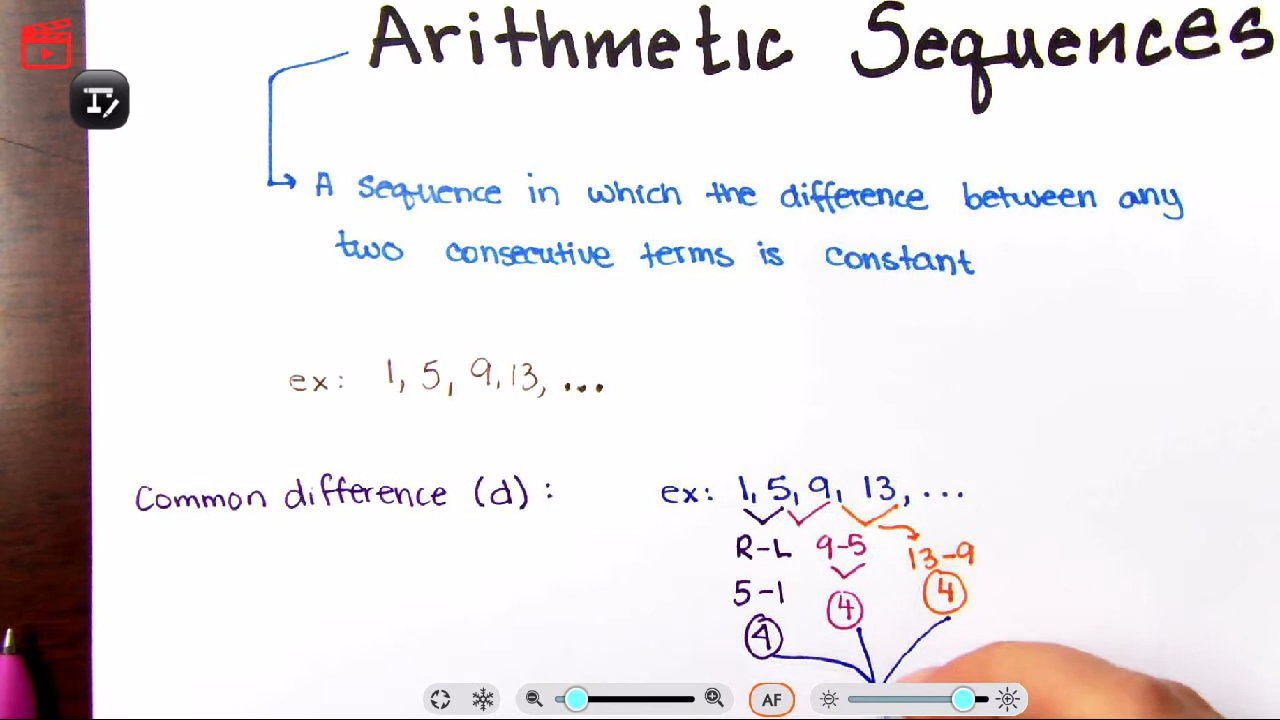 Arithmetic Sequences
A sequence in which the difference between any
two consecutive terms is constant
ex: 1, 5, 9, 13, ...
Common difference (d): ex: 1, 5, 9, 13, ...
R-L 9-5 13-9
5-1 4 4
4
AF